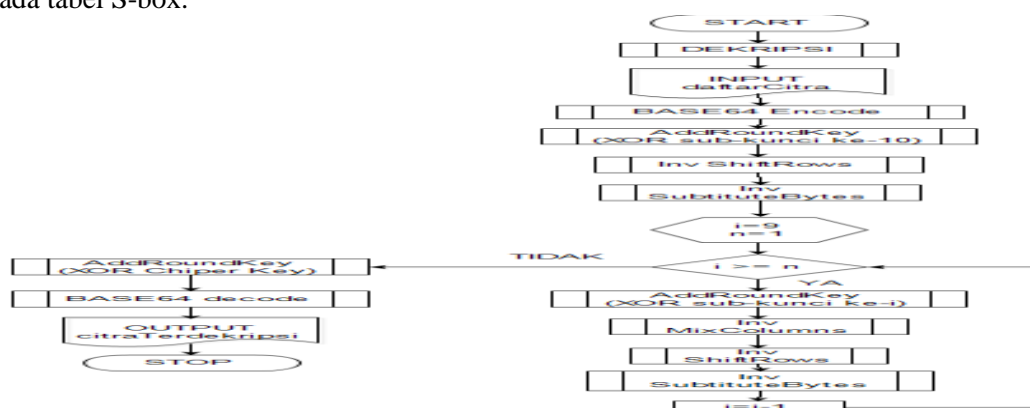 ada tabel S-box.
START
DEKRIPSI
INPUT
daftarCitra
BASE64 Encode
AddRoundKey
(XOR sub-kunci ke-10)
Inv ShiftRows
Inv
SubtituteBytes
i=9
n=1
i >= n
TIDAK
YA
AddRoundKey
(XOR Chiper Key)
BASE64 decode
OUTPUT
citraTerdekripsi
STOP
AddRoundKey
(XOR sub-kunci ke-i)
Inv
MixColumns
Inv
ShiftRows
Inv
SubtituteBytes
i=i-1